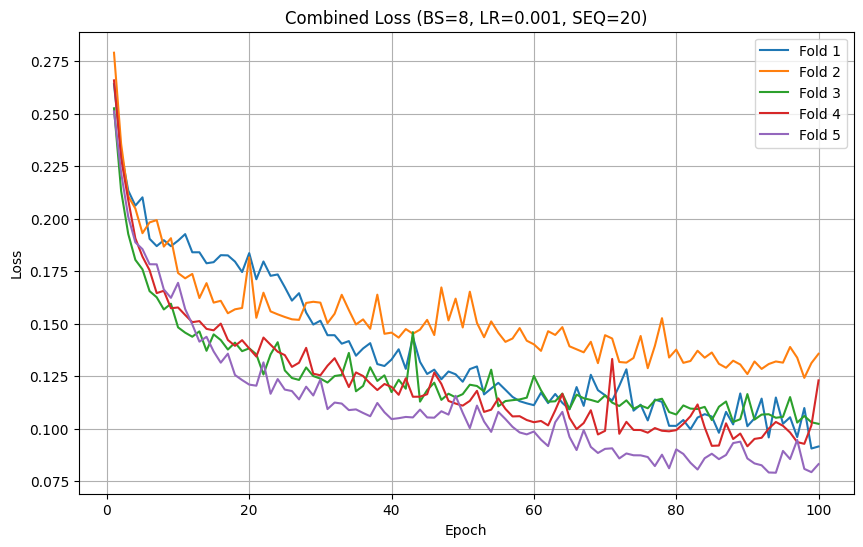 Combined Loss (BS=8, LR=0.001, SEQ=20)
Fold 1
Fold 2
Fold 3
Fold 4
Fold 5
0.275
0.250
0.225
0.200
0.175
0.150
0.125
0.100
0.075
Loss
0
20
40
60
80
100
Epoch